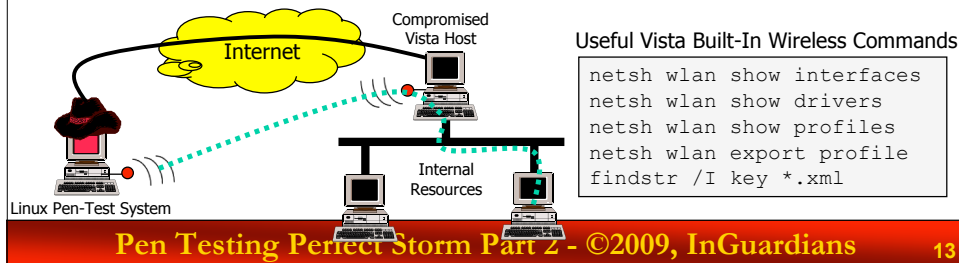 Compromised
Vista Host
Internet
Useful Vista Built-In Wireless Commands
netsh wlan show interfaces
netsh wlan show drivers
netsh wlan show profiles
netsh wlan export profile
findstr /I key *.xml
Internal
Resources
Linux Pen-Test System
Pen Testing Perfect Storm Part 2 - ©2009, InGuardians
13